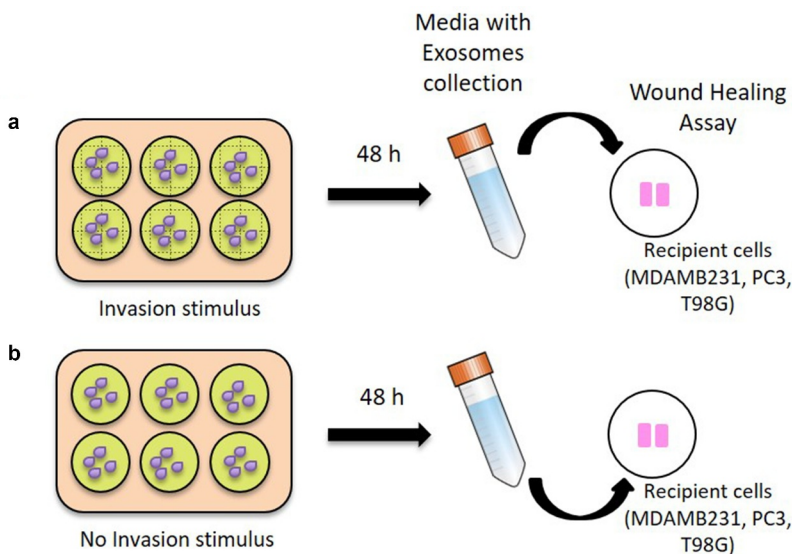 Media with
Exosomes
collection
Wound Healing
Assay
a
48 h
Recipient cells
(MDAMB231, PC3,
T98G)
Invasion stimulus
b
48 h
Recipient cells
(MDAMB231, PC3,
T98G)
No Invasion stimulus